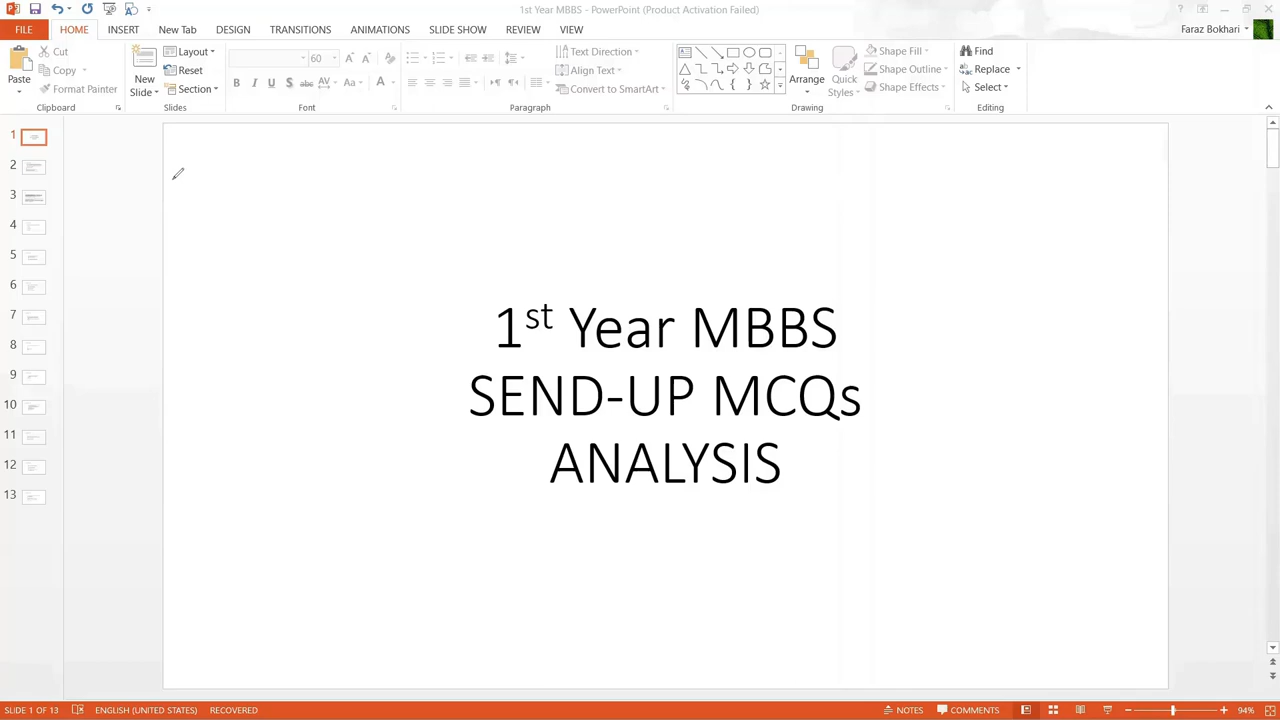 1st Year MBBS - PowerPoint (Product Activation Failed)
FILE HOME INSERT New Tab DESIGN TRANSITIONS ANIMATIONS SLIDE SHOW REVIEW VIEW Faraz Bokhari
Paste
Cut
Copy
Format Painter
Clipboard
New Slide
Layout
Reset
Section
Slides
60
B I U S abc AV Aa A
Font
Text Direction
Align Text
Convert to SmartArt
Paragraph
Arrange
Quick Styles
Shape Fill
Shape Outline
Shape Effects
Drawing
Find
Replace
Select
Editing
1
2
3
4
5
6
7
8
9
10
11
12
13
1st Year MBBS
SEND-UP MCQs
ANALYSIS
SLIDE 1 OF 13 ENGLISH (UNITED STATES) RECOVERED NOTES COMMENTS 94%